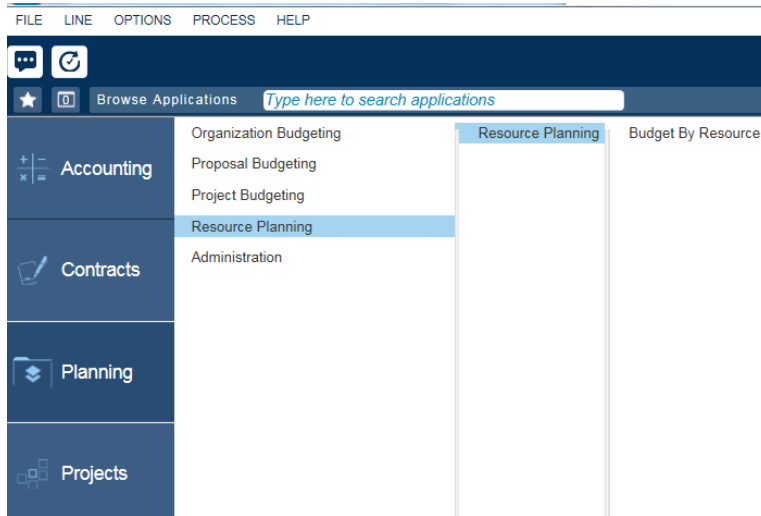 FILE LINE OPTIONS PROCESS HELP
0 Browse Applications Type here to search applications
Accounting
Contracts
Planning
Projects
Organization Budgeting
Proposal Budgeting
Project Budgeting
Resource Planning
Administration
Resource Planning
Budget By Resource